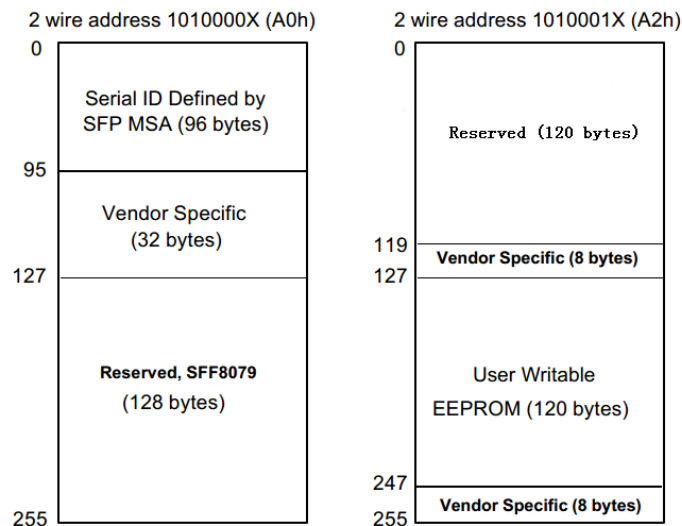 2 wire address 1010000X (A0h)
0
Serial ID Defined by
SFP MSA (96 bytes)
95
Vendor Specific
(32 bytes)
127
Reserved, SFF8079
(128 bytes)
255
2 wire address 1010001X (A2h)
0
Reserved (120 bytes)
119
Vendor Specific (8 bytes)
127
User Writable
EEPROM (120 bytes)
247
Vendor Specific (8 bytes)
255